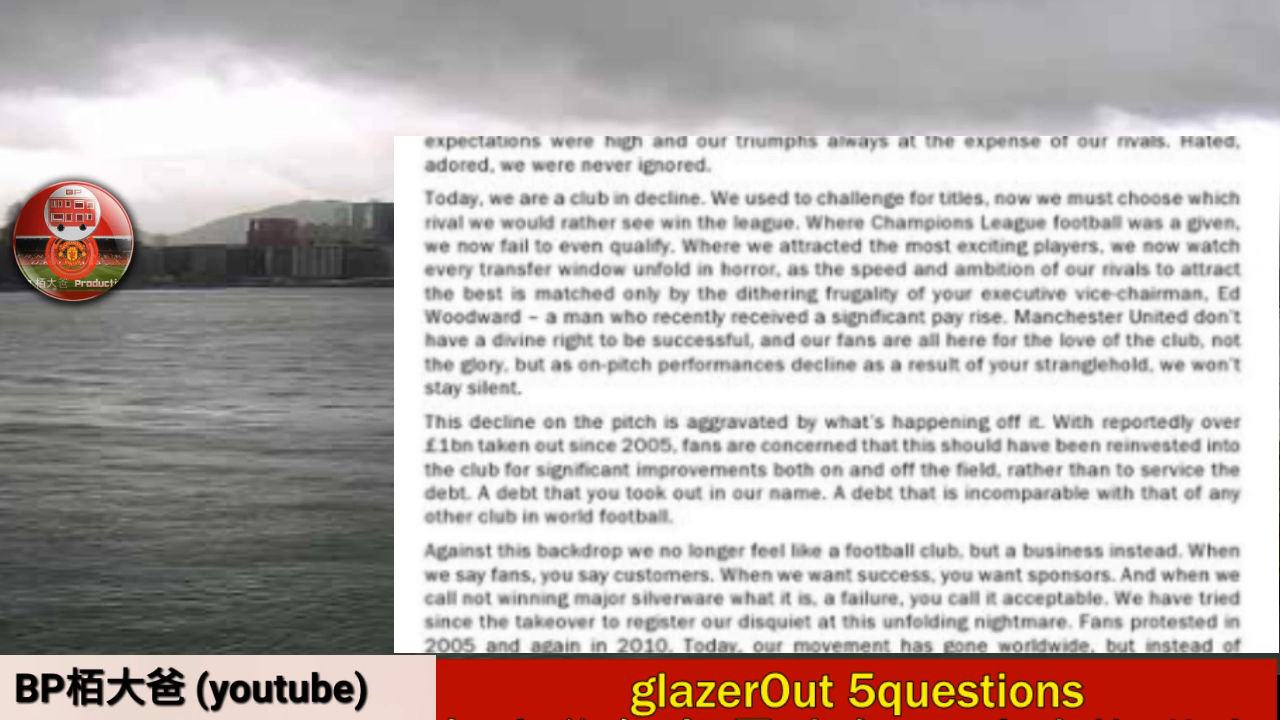 expectations were high and our triumphs always at the expense of our rivals. Hated,
adored, we were never ignored.
Today, we are a club in decline. We used to challenge for titles, now we must choose which
rival we would rather see win the league. Where Champions League football was a given,
we now fail to even qualify. Where we attracted the most exciting players, we now watch
every transfer window unfold in horror, as the speed and ambition of our rivals to attract
the best is matched only by the dithering frugality of your executive vice-chairman, Ed
Woodward – a man who recently received a significant pay rise. Manchester United don't
have a divine right to be successful, and our fans are all here for the love of the club, not
the glory, but as on-pitch performances decline as a result of your stranglehold, we won't
stay silent.
This decline on the pitch is aggravated by what's happening off it. With reportedly over
£1bn taken out since 2005, fans are concerned that this should have been reinvested into
the club for significant improvements both on and off the field, rather than to service the
debt. A debt that you took out in our name. A debt that is incomparable with that of any
other club in world football.
Against this backdrop we no longer feel like a football club, but a business instead. When
we say fans, you say customers. When we want success, you want sponsors. And when we
call not winning major silverware what it is, a failure, you call it acceptable. We have tried
since the takeover to register our disquiet at this unfolding nightmare. Fans protested in
2005 and again in 2010. Today, our movement has gone worldwide, but instead of
BP
栢大爸 Producti
BP栢大爸 (youtube)
glazerOut 5questions